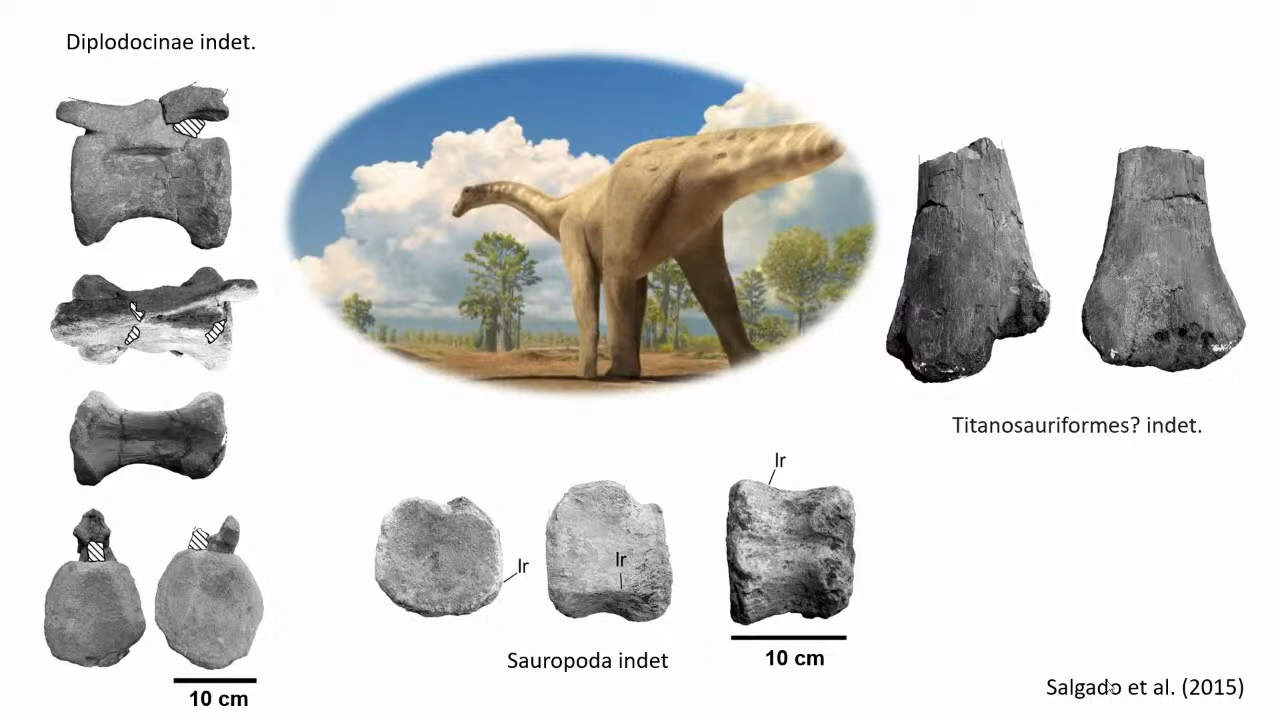 Diplodocinae indet.
Titanosauriformes? indet.
lr
lr
lr
Sauropoda indet
10 cm
10 cm
Salgado et al. (2015)